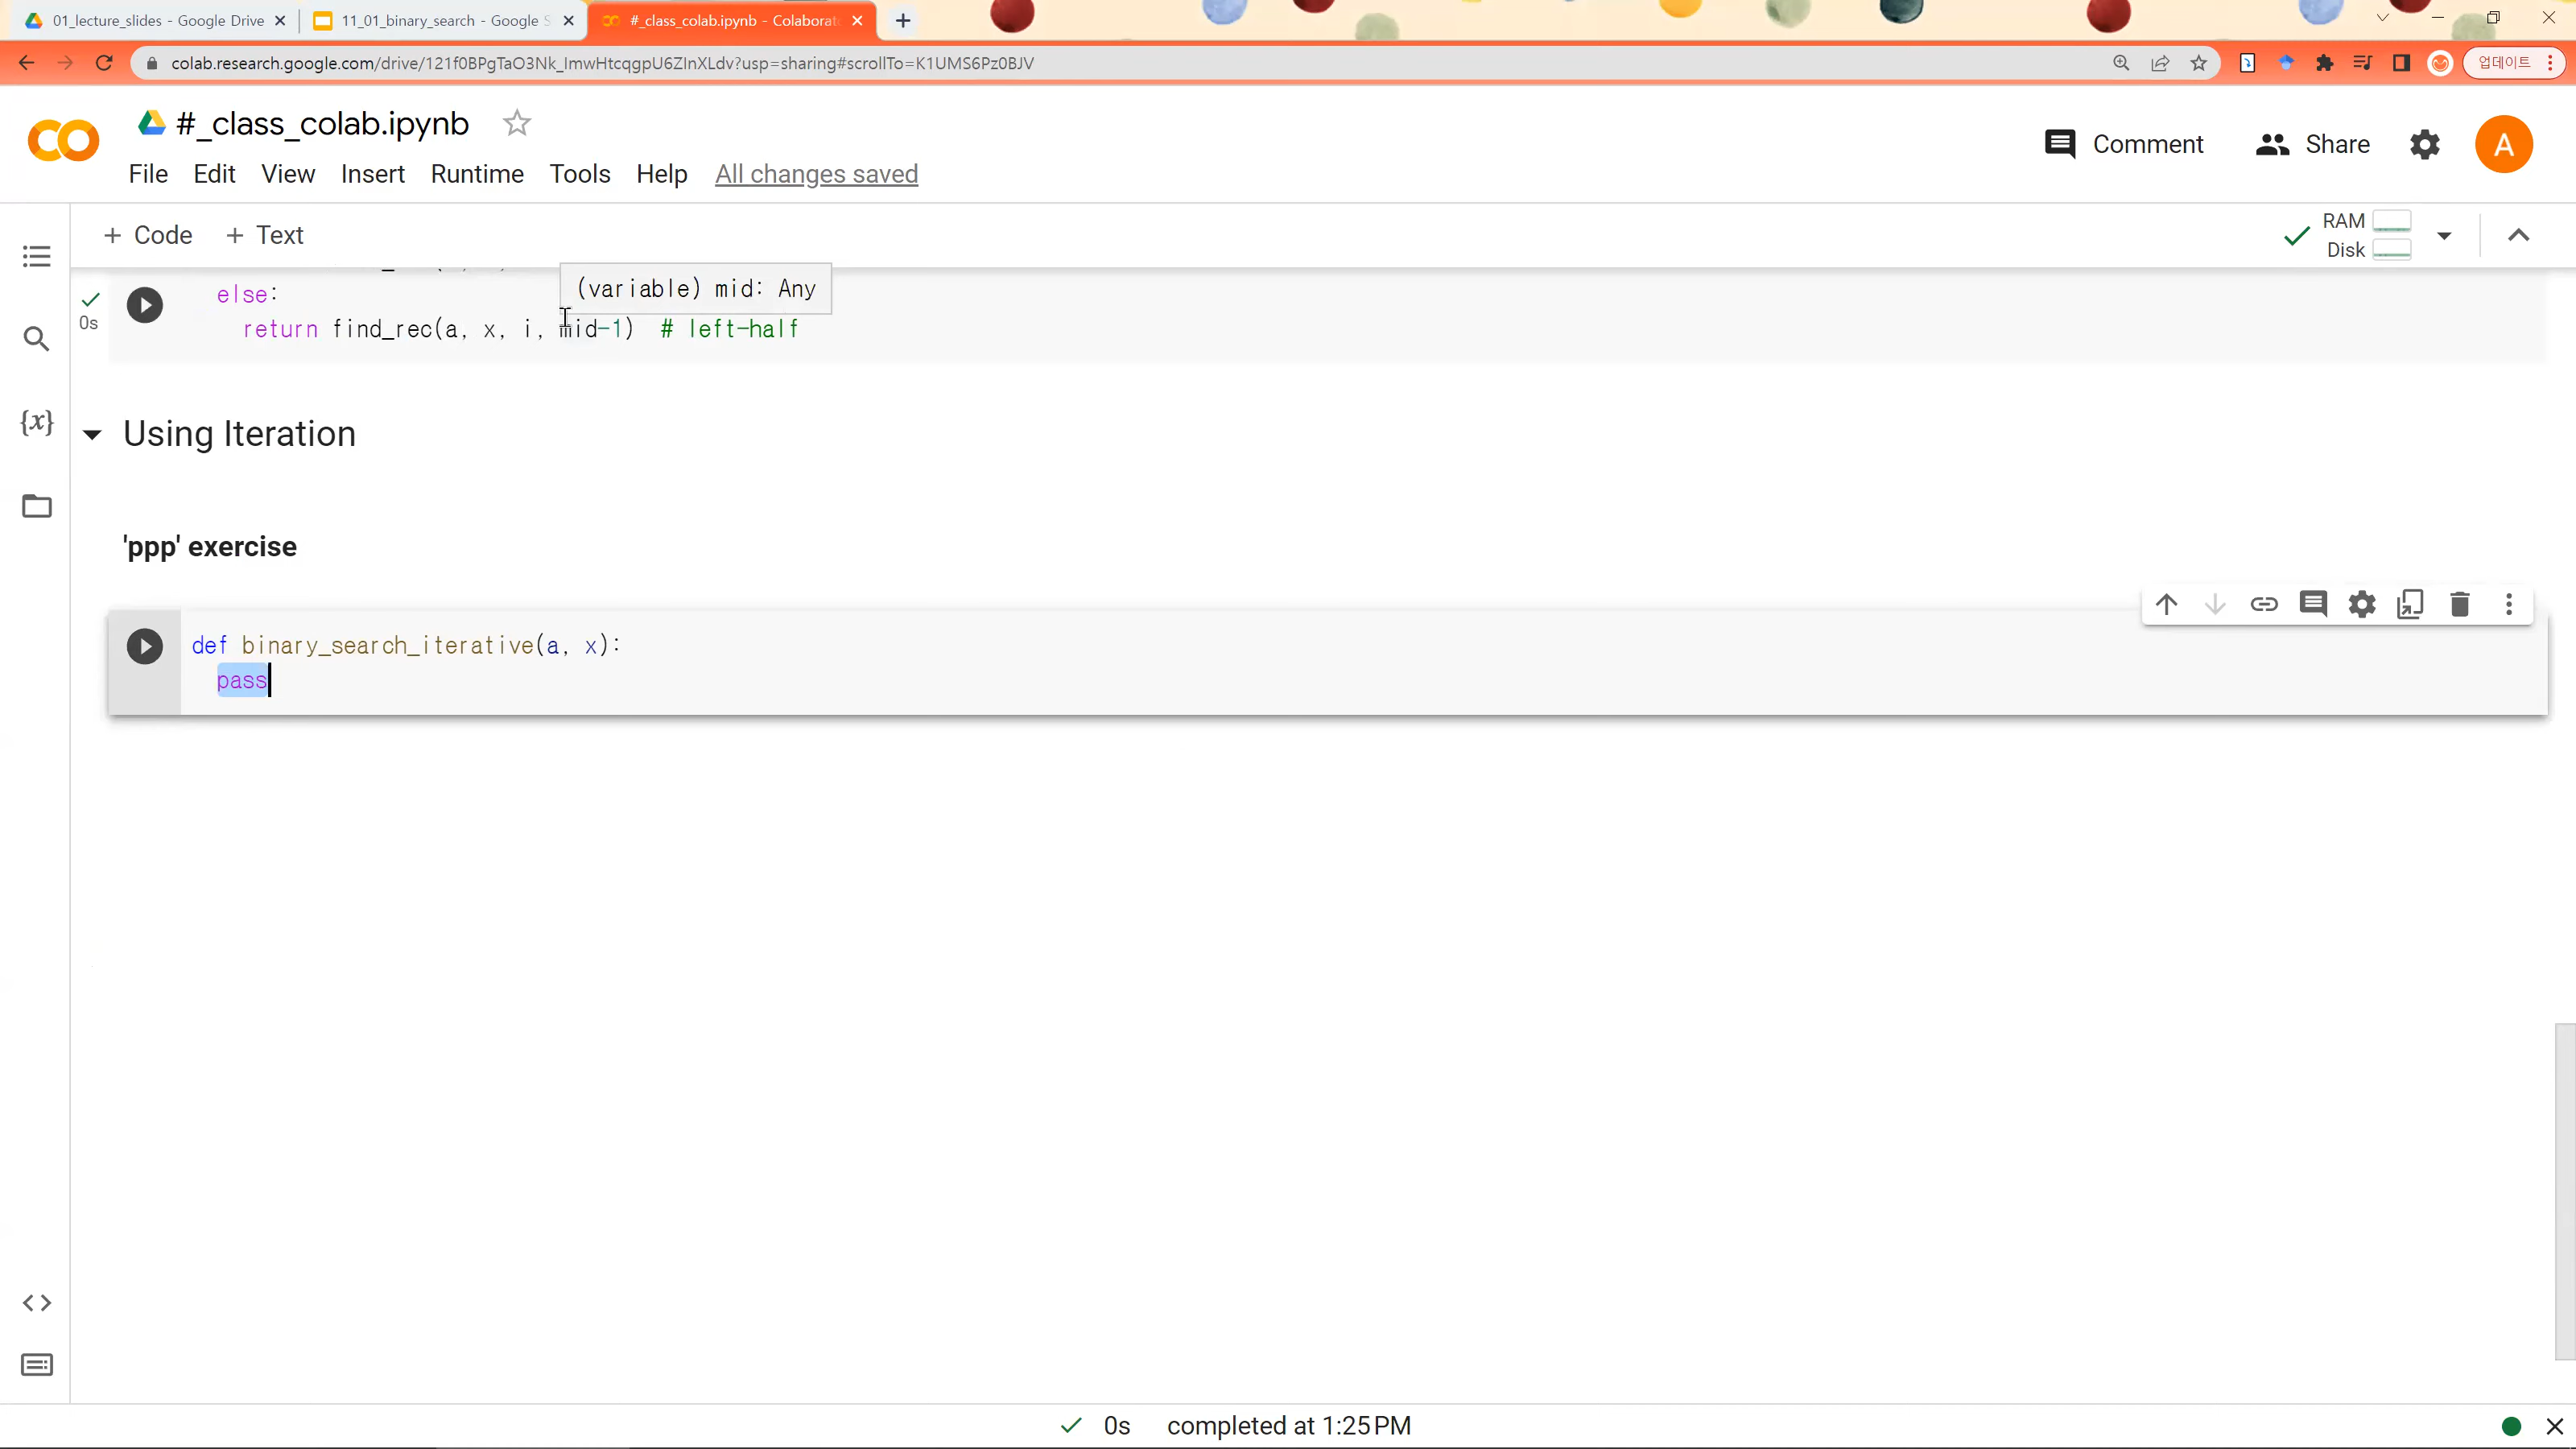 01_lecture_slides - Google Drive
11_01_binary_search - Google S
#_class_colab.ipynb - Colaborat
colab.research.google.com/drive/121f0BPgTaO3Nk_ImwHtcqgpU6ZInXLdv?usp=sharing#scrollTo=K1UMS6Pz0BJV
업데이트
#_class_colab.ipynb
Comment
Share
A
File Edit View Insert Runtime Tools Help All changes saved
+ Code + Text
RAM
Disk
else:
(variable) mid: Any
0s
return find_rec(a, x, i, mid-1) # left-half
{x}
Using Iteration
'ppp' exercise
def binary_search_iterative(a, x):
pass
0s completed at 1:25 PM